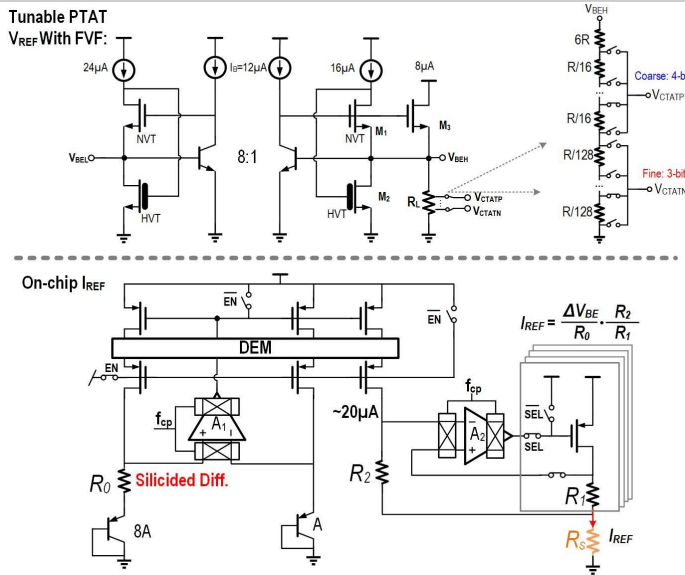 Tunable PTAT
VREF With FVF:
24µA
IB=12µA
16µA
8µA
NVT
NVT
M1
M3
VBEL
8:1
VBEH
HVT
HVT
M2
RL
VCTATP
VCTATN
VBEH
6R
R/16
Coarse: 4-b
...
VCTATP
R/16
R/128
Fine: 3-bit
...
VCTATN
R/128
On-chip IREF
EN
EN
IREF = ΔVBE/R0 · R2/R1
DEM
EN
fcp
A1
+
-
~20µA
fcp
-
A2
+
SEL
SEL
R0
Silicided Diff.
R2
R1
8A
A
RS
IREF